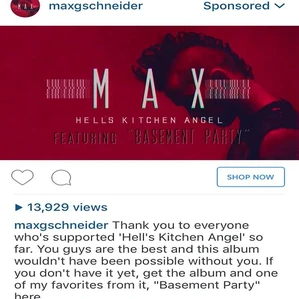 MAX
maxgschneider
Sponsored
MAX
HELLS KITCHEN ANGEL
FEATURING "BASEMENT PARTY"
SHOP NOW
13,929 views
maxgschneider Thank you to everyone
who's supported 'Hell's Kitchen Angel' so
far. You guys are the best and this album
wouldn't have been possible without you. If
you don't have it yet, get the album and one
of my favorites from it, "Basement Party"
here